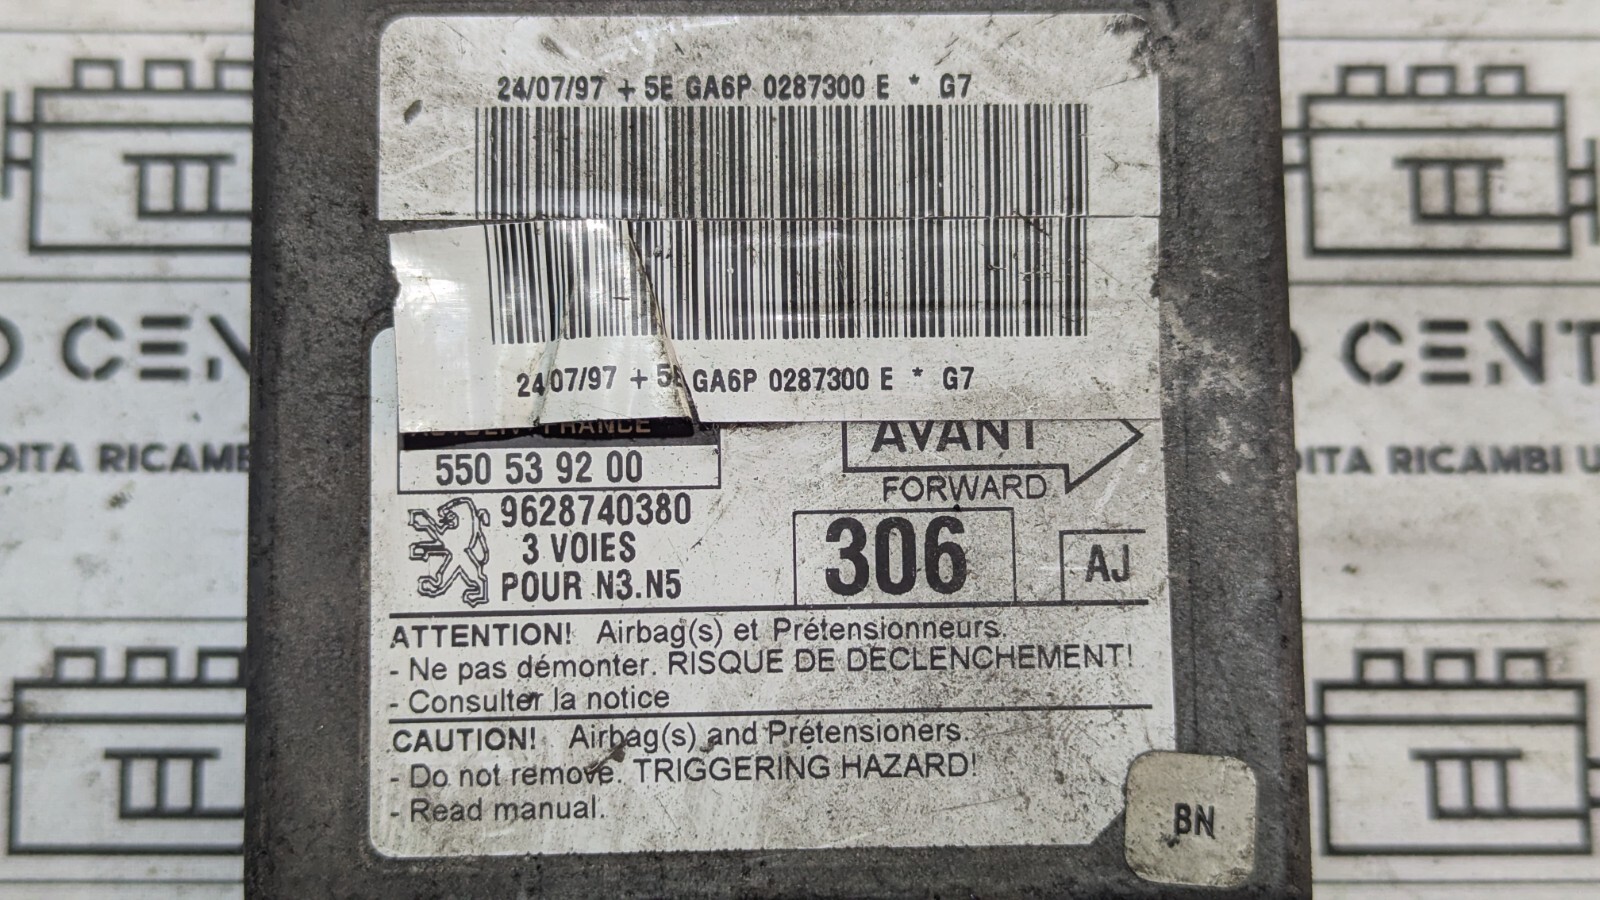 24/07/97 + 5E GA6P 0287300 E * G7
24/07/97 + 5E GA6P 0287300 E * G7
FRANCE
550 53 92 00
AVANT
FORWARD
9628740380
3 VOIES
POUR N3.N5
306
AJ
ATTENTION! Airbag(s) et Prétensionneurs.
- Ne pas démonter. RISQUE DE DECLENCHEMENT!
- Consulter la notice
CAUTION! Airbag(s) and Prétensioners.
- Do not remove. TRIGGERING HAZARD!
- Read manual.
BN
CEN
DITA RICAMB
CENT
DITA RICAMBI U